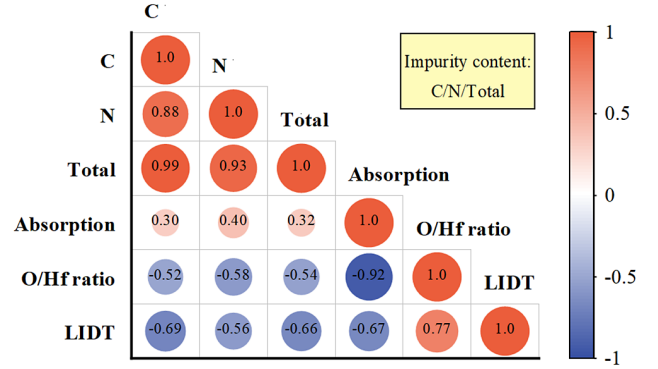 C
C 1.0 N
N 0.88 1.0 Total
Total 0.99 0.93 1.0 Absorption
Absorption 0.30 0.40 0.32 1.0 O/Hf ratio
O/Hf ratio -0.52 -0.58 -0.54 -0.92 1.0 LIDT
LIDT -0.69 -0.56 -0.66 -0.67 0.77 1.0
Impurity content:
C/N/Total
1
0.5
0
-0.5
-1